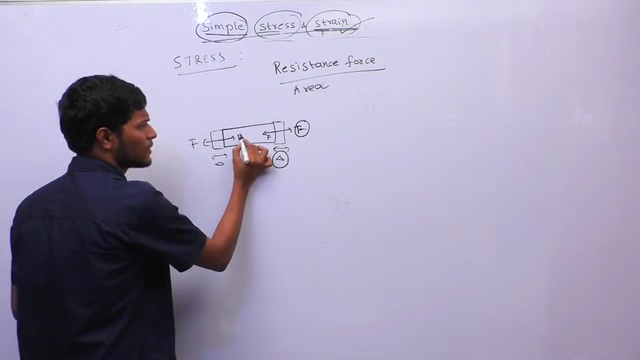 Simple stress & strain
STRESS :
Resistance force
Area
F F
Δ Δ